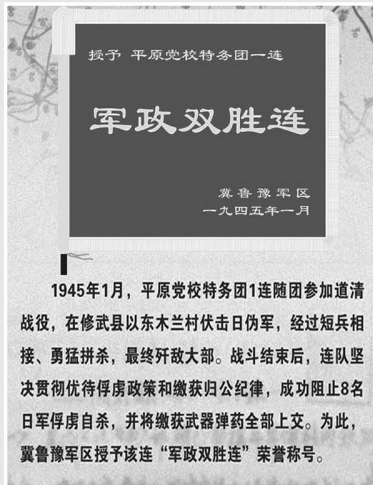 授予 平原党校特务团一连
军政双胜连
冀鲁豫军区
一九四五年一月
1945年1月，平原党校特务团1连随团参加道清
战役，在修武县以东木兰村伏击日伪军，经过短兵相
接、勇猛拼杀，最终歼敌大部。战斗结束后，连队坚
决贯彻优待俘虏政策和缴获归公纪律，成功阻止8名
日军俘虏自杀，并将缴获武器弹药全部上交。为此，
冀鲁豫军区授予该连“军政双胜连”荣誉称号。